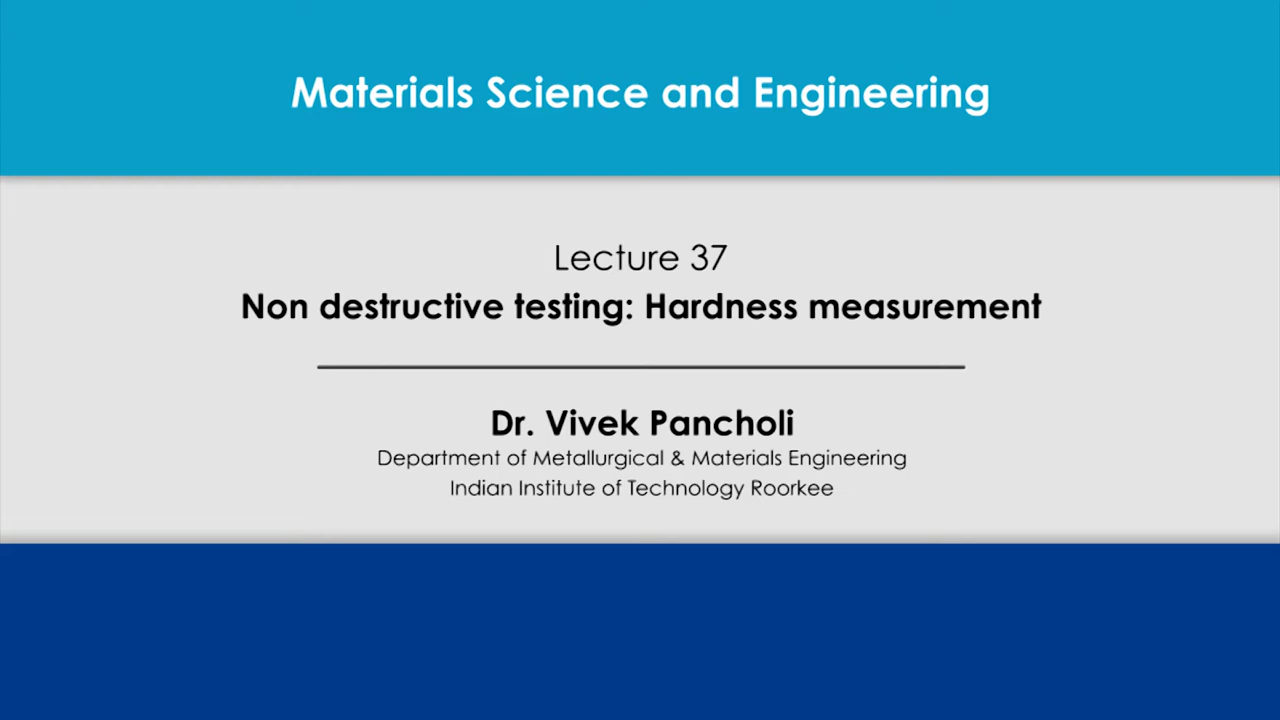 Materials Science and Engineering
Lecture 37
Non destructive testing: Hardness measurement
Dr. Vivek Pancholi
Department of Metallurgical & Materials Engineering
Indian Institute of Technology Roorkee